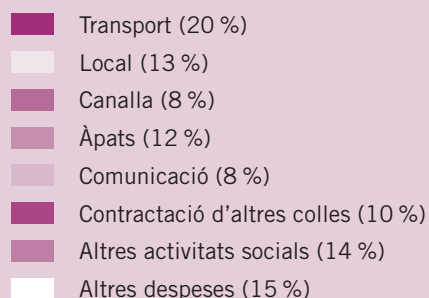 Transport (20 %)
Local (13 %)
Canalla (8 %)
Àpats (12 %)
Comunicació (8 %)
Contractació d'altres colles (10 %)
Altres activitats socials (14 %)
Altres despeses (15 %)